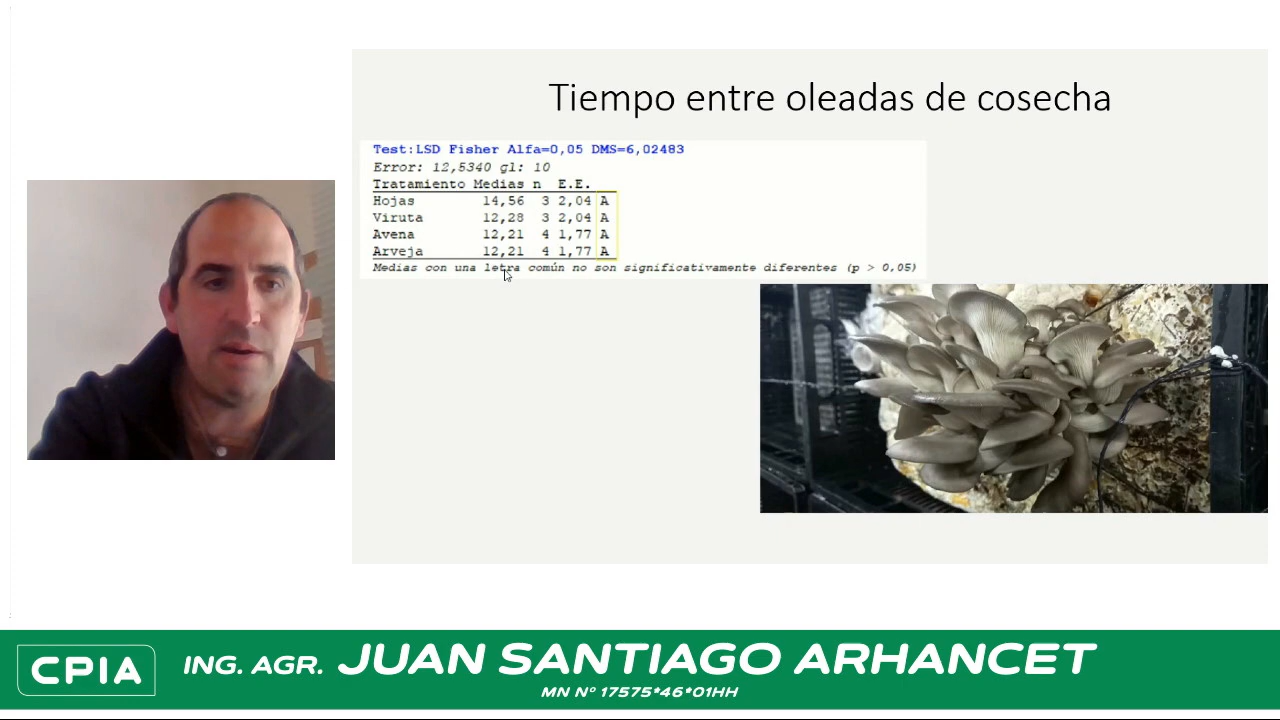 Tiempo entre oleadas de cosecha
Test:LSD Fisher Alfa=0,05 DMS=6,02483
Error: 12,5340 gl: 10
Tratamiento Medias n E.E.
Hojas 14,56 3 2,04 A
Viruta 12,28 3 2,04 A
Avena 12,21 4 1,77 A
Arveja 12,21 4 1,77 A
Medias con una letra común no son significativamente diferentes (p > 0,05)
CPIA ING. AGR. JUAN SANTIAGO ARHANCET
MN Nº 17575*46*01HH